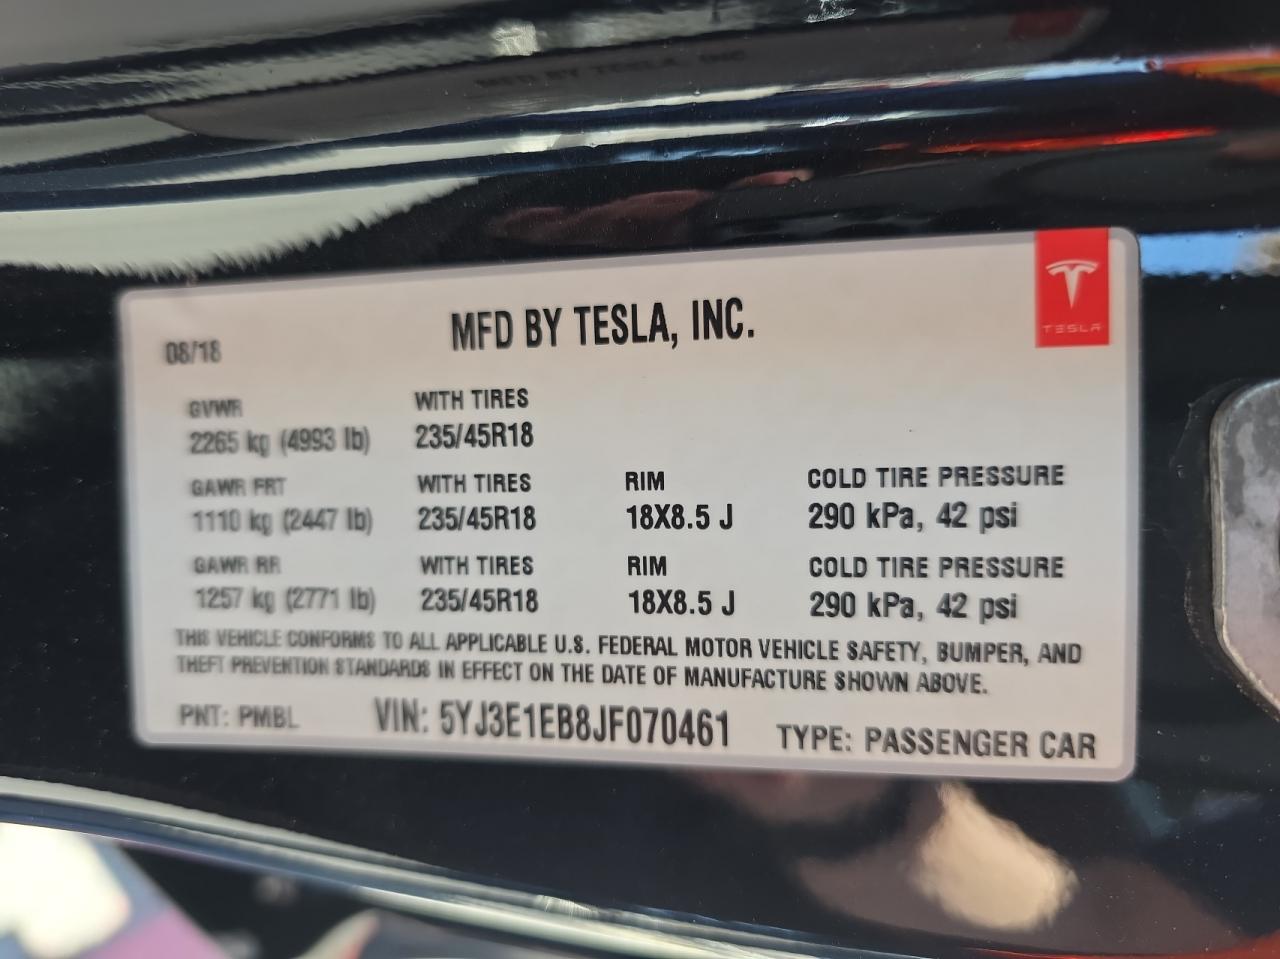 MFD BY TESLA, INC.
TESLA
08/18
MFD BY TESLA, INC.
GVWR WITH TIRES
2265 kg (4993 lb) 235/45R18
GAWR FRT WITH TIRES RIM COLD TIRE PRESSURE
1110 kg (2447 lb) 235/45R18 18X8.5 J 290 kPa, 42 psi
GAWR RR WITH TIRES RIM COLD TIRE PRESSURE
1257 kg (2771 lb) 235/45R18 18X8.5 J 290 kPa, 42 psi
THIS VEHICLE CONFORMS TO ALL APPLICABLE U.S. FEDERAL MOTOR VEHICLE SAFETY, BUMPER, AND
THEFT PREVENTION STANDARDS IN EFFECT ON THE DATE OF MANUFACTURE SHOWN ABOVE.
PNT: PMBL VIN: 5YJ3E1EB8JF070461 TYPE: PASSENGER CAR